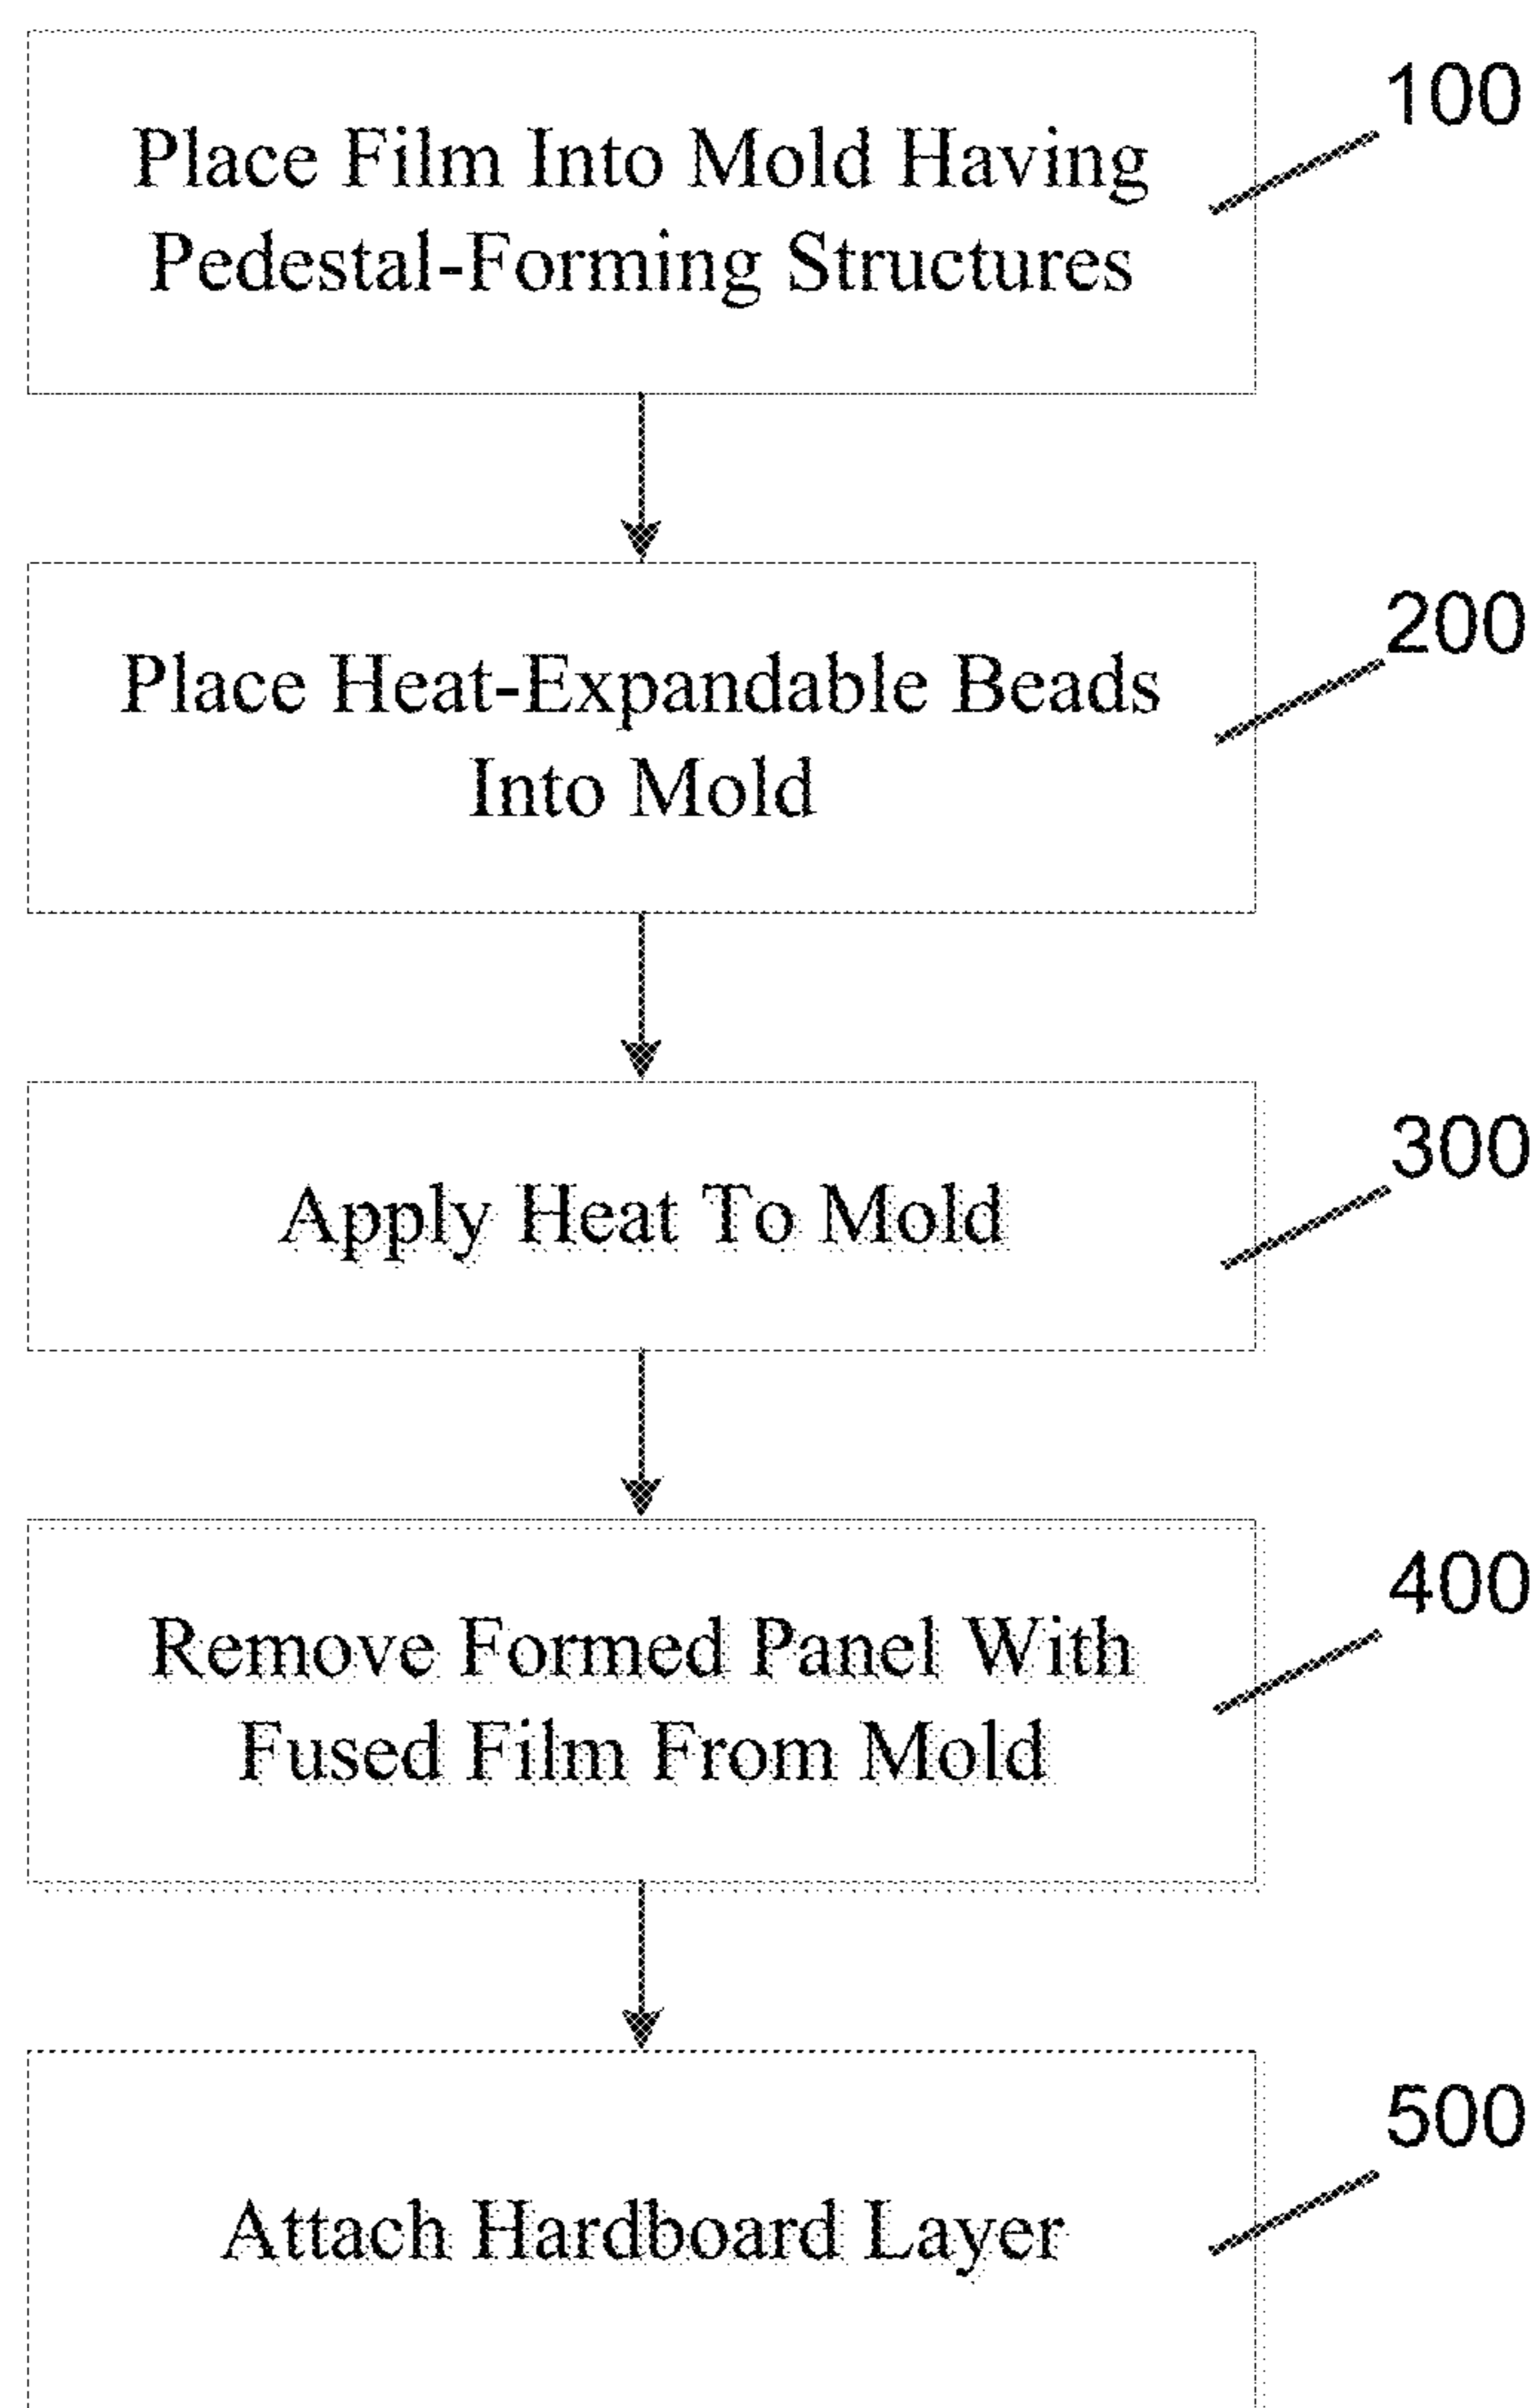 100
Place Film Into Mold Having
Pedestal-Forming Structures
200
Place Heat-Expandable Beads
Into Mold
300
Apply Heat To Mold
400
Remove Formed Panel With
Fused Film From Mold
500
Attach Hardboard Layer